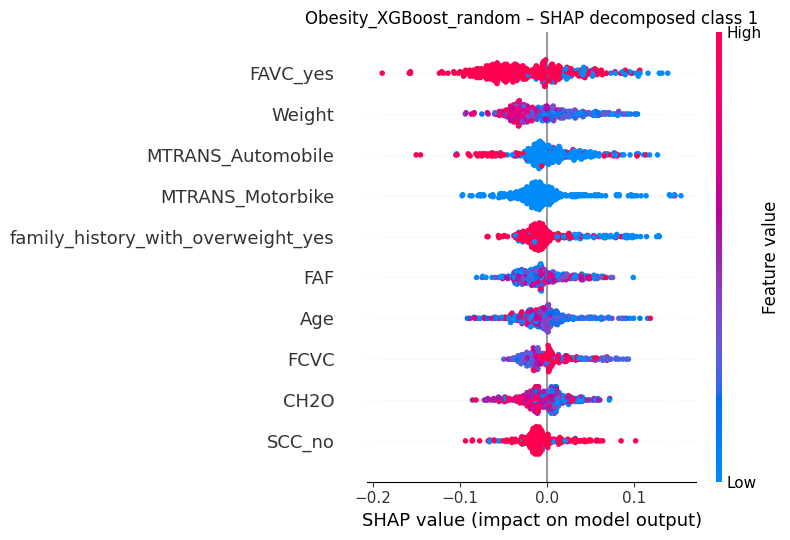 Obesity_XGBoost_random – SHAP decomposed class 1
High
FAVC_yes
Weight
MTRANS_Automobile
MTRANS_Motorbike
family_history_with_overweight_yes
FAF
Age
FCVC
CH2O
SCC_no
Feature value
Low
−0.2 −0.1 0.0 0.1
SHAP value (impact on model output)